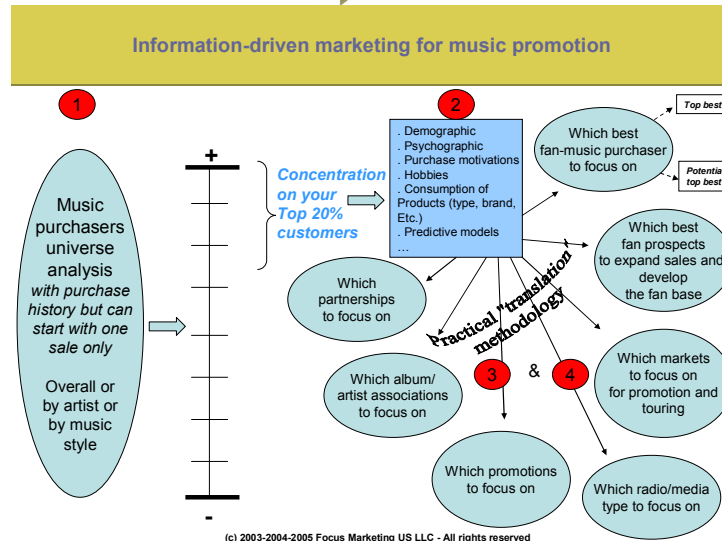 Information-driven marketing for music promotion
1
Music
purchasers
universe
analysis
with purchase
history but can
start with one
sale only
Overall or
by artist or
by music
style
+
-
Concentration
on your
Top 20%
customers
2
. Demographic
. Psychographic
. Purchase motivations
. Hobbies
. Consumption of
Products (type, brand,
Etc.)
. Predictive models
...
Which best
fan-music purchaser
to focus on
Top best
Potential
top best
Which best
fan prospects
to expand sales and
develop
the fan base
Practical "translation"
methodology
Which
partnerships
to focus on
3
&
4
Which markets
to focus on
for promotion and
touring
Which album/
artist associations
to focus on
Which promotions
to focus on
Which radio/media
type to focus on
(c) 2003-2004-2005 Focus Marketing US LLC - All rights reserved